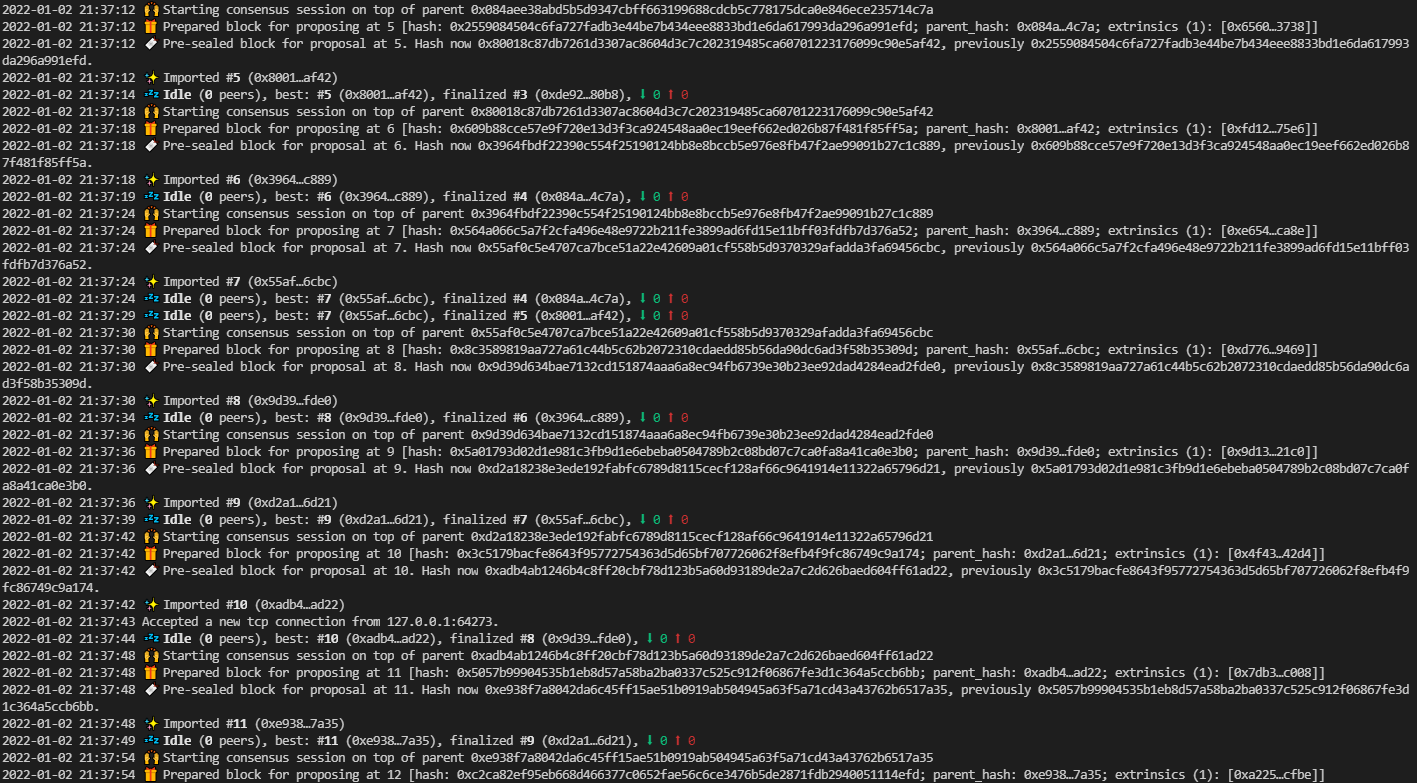 2022-01-02 21:37:12 🙌 Starting consensus session on top of parent 0x084aee38abd5b5d9347cbff663199688cdcb5c778175dca0e846ece235714c7a
2022-01-02 21:37:12 🎁 Prepared block for proposing at 5 [hash: 0x2559084504c6fa727fadb3e44be7b434eee8833bd1e6da617993da296a991efd; parent_hash: 0x084a…4c7a; extrinsics (1): [0x6560…3738]]
2022-01-02 21:37:12 🔖 Pre-sealed block for proposal at 5. Hash now 0x80018c87db7261d3307ac8604d3c7c202319485ca60701223176099c90e5af42, previously 0x2559084504c6fa727fadb3e44be7b434eee8833bd1e6da617993
da296a991efd.
2022-01-02 21:37:12 ✨ Imported #5 (0x8001…af42)
2022-01-02 21:37:14 💤 Idle (0 peers), best: #5 (0x8001…af42), finalized #3 (0xde92…80b8), ⬇ 0 ⬆ 0
2022-01-02 21:37:18 🙌 Starting consensus session on top of parent 0x80018c87db7261d3307ac8604d3c7c202319485ca60701223176099c90e5af42
2022-01-02 21:37:18 🎁 Prepared block for proposing at 6 [hash: 0x609b88cce57e9f720e13d3f3ca924548aa0ec19eef662ed026b87f481f85ff5a; parent_hash: 0x8001…af42; extrinsics (1): [0xfd12…75e6]]
2022-01-02 21:37:18 🔖 Pre-sealed block for proposal at 6. Hash now 0x3964fbdf22390c554f25190124bb8e8bccb5e976e8fb47f2ae99091b27c1c889, previously 0x609b88cce57e9f720e13d3f3ca924548aa0ec19eef662ed026b8
7f481f85ff5a.
2022-01-02 21:37:18 ✨ Imported #6 (0x3964…c889)
2022-01-02 21:37:19 💤 Idle (0 peers), best: #6 (0x3964…c889), finalized #4 (0x084a…4c7a), ⬇ 0 ⬆ 0
2022-01-02 21:37:24 🙌 Starting consensus session on top of parent 0x3964fbdf22390c554f25190124bb8e8bccb5e976e8fb47f2ae99091b27c1c889
2022-01-02 21:37:24 🎁 Prepared block for proposing at 7 [hash: 0x564a066c5a7f2cfa496e48e9722b211fe3899ad6fd15e11bff03fdfb7d376a52; parent_hash: 0x3964…c889; extrinsics (1): [0xe654…ca8e]]
2022-01-02 21:37:24 🔖 Pre-sealed block for proposal at 7. Hash now 0x55af0c5e4707ca7bce51a22e42609a01cf558b5d9370329afadda3fa69456cbc, previously 0x564a066c5a7f2cfa496e48e9722b211fe3899ad6fd15e11bff03
fdfb7d376a52.
2022-01-02 21:37:24 ✨ Imported #7 (0x55af…6cbc)
2022-01-02 21:37:24 💤 Idle (0 peers), best: #7 (0x55af…6cbc), finalized #4 (0x084a…4c7a), ⬇ 0 ⬆ 0
2022-01-02 21:37:29 💤 Idle (0 peers), best: #7 (0x55af…6cbc), finalized #5 (0x8001…af42), ⬇ 0 ⬆ 0
2022-01-02 21:37:30 🙌 Starting consensus session on top of parent 0x55af0c5e4707ca7bce51a22e42609a01cf558b5d9370329afadda3fa69456cbc
2022-01-02 21:37:30 🎁 Prepared block for proposing at 8 [hash: 0x8c3589819aa727a61c44b5c62b2072310cdaedd85b56da90dc6ad3f58b35309d; parent_hash: 0x55af…6cbc; extrinsics (1): [0xd776…9469]]
2022-01-02 21:37:30 🔖 Pre-sealed block for proposal at 8. Hash now 0x9d39d634bae7132cd151874aaa6a8ec94fb6739e30b23ee92dad4284ead2fde0, previously 0x8c3589819aa727a61c44b5c62b2072310cdaedd85b56da90dc6a
d3f58b35309d.
2022-01-02 21:37:30 ✨ Imported #8 (0x9d39…fde0)
2022-01-02 21:37:34 💤 Idle (0 peers), best: #8 (0x9d39…fde0), finalized #6 (0x3964…c889), ⬇ 0 ⬆ 0
2022-01-02 21:37:36 🙌 Starting consensus session on top of parent 0x9d39d634bae7132cd151874aaa6a8ec94fb6739e30b23ee92dad4284ead2fde0
2022-01-02 21:37:36 🎁 Prepared block for proposing at 9 [hash: 0x5a01793d02d1e981c3fb9d1e6ebeba0504789b2c08bd07c7ca0fa8a41ca0e3b0; parent_hash: 0x9d39…fde0; extrinsics (1): [0x9d13…21c0]]
2022-01-02 21:37:36 🔖 Pre-sealed block for proposal at 9. Hash now 0xd2a18238e3ede192fabfc6789d8115cecf128af66c9641914e11322a65796d21, previously 0x5a01793d02d1e981c3fb9d1e6ebeba0504789b2c08bd07c7ca0f
a8a41ca0e3b0.
2022-01-02 21:37:36 ✨ Imported #9 (0xd2a1…6d21)
2022-01-02 21:37:39 💤 Idle (0 peers), best: #9 (0xd2a1…6d21), finalized #7 (0x55af…6cbc), ⬇ 0 ⬆ 0
2022-01-02 21:37:42 🙌 Starting consensus session on top of parent 0xd2a18238e3ede192fabfc6789d8115cecf128af66c9641914e11322a65796d21
2022-01-02 21:37:42 🎁 Prepared block for proposing at 10 [hash: 0x3c5179bacfe8643f95772754363d5d65bf707726062f8efb4f9fc86749c9a174; parent_hash: 0xd2a1…6d21; extrinsics (1): [0x4f43…42d4]]
2022-01-02 21:37:42 🔖 Pre-sealed block for proposal at 10. Hash now 0xadb4ab1246b4c8ff20cbf78d123b5a60d93189de2a7c2d626baed604ff61ad22, previously 0x3c5179bacfe8643f95772754363d5d65bf707726062f8efb4f9
fc86749c9a174.
2022-01-02 21:37:42 ✨ Imported #10 (0xadb4…ad22)
2022-01-02 21:37:43 Accepted a new tcp connection from 127.0.0.1:64273.
2022-01-02 21:37:44 💤 Idle (0 peers), best: #10 (0xadb4…ad22), finalized #8 (0x9d39…fde0), ⬇ 0 ⬆ 0
2022-01-02 21:37:48 🙌 Starting consensus session on top of parent 0xadb4ab1246b4c8ff20cbf78d123b5a60d93189de2a7c2d626baed604ff61ad22
2022-01-02 21:37:48 🎁 Prepared block for proposing at 11 [hash: 0x5057b99904535b1eb8d57a58ba2ba0337c525c912f06867fe3d1c364a5ccb6bb; parent_hash: 0xadb4…ad22; extrinsics (1): [0x7db3…c008]]
2022-01-02 21:37:48 🔖 Pre-sealed block for proposal at 11. Hash now 0xe938f7a8042da6c45ff15ae51b0919ab504945a63f5a71cd43a43762b6517a35, previously 0x5057b99904535b1eb8d57a58ba2ba0337c525c912f06867fe3d
1c364a5ccb6bb.
2022-01-02 21:37:48 ✨ Imported #11 (0xe938…7a35)
2022-01-02 21:37:49 💤 Idle (0 peers), best: #11 (0xe938…7a35), finalized #9 (0xd2a1…6d21), ⬇ 0 ⬆ 0
2022-01-02 21:37:54 🙌 Starting consensus session on top of parent 0xe938f7a8042da6c45ff15ae51b0919ab504945a63f5a71cd43a43762b6517a35
2022-01-02 21:37:54 🎁 Prepared block for proposing at 12 [hash: 0xc2ca82ef95eb668d466377c0652fae56c6ce3476b5de2871fdb2940051114efd; parent_hash: 0xe938…7a35; extrinsics (1): [0xa225…cfbe]]